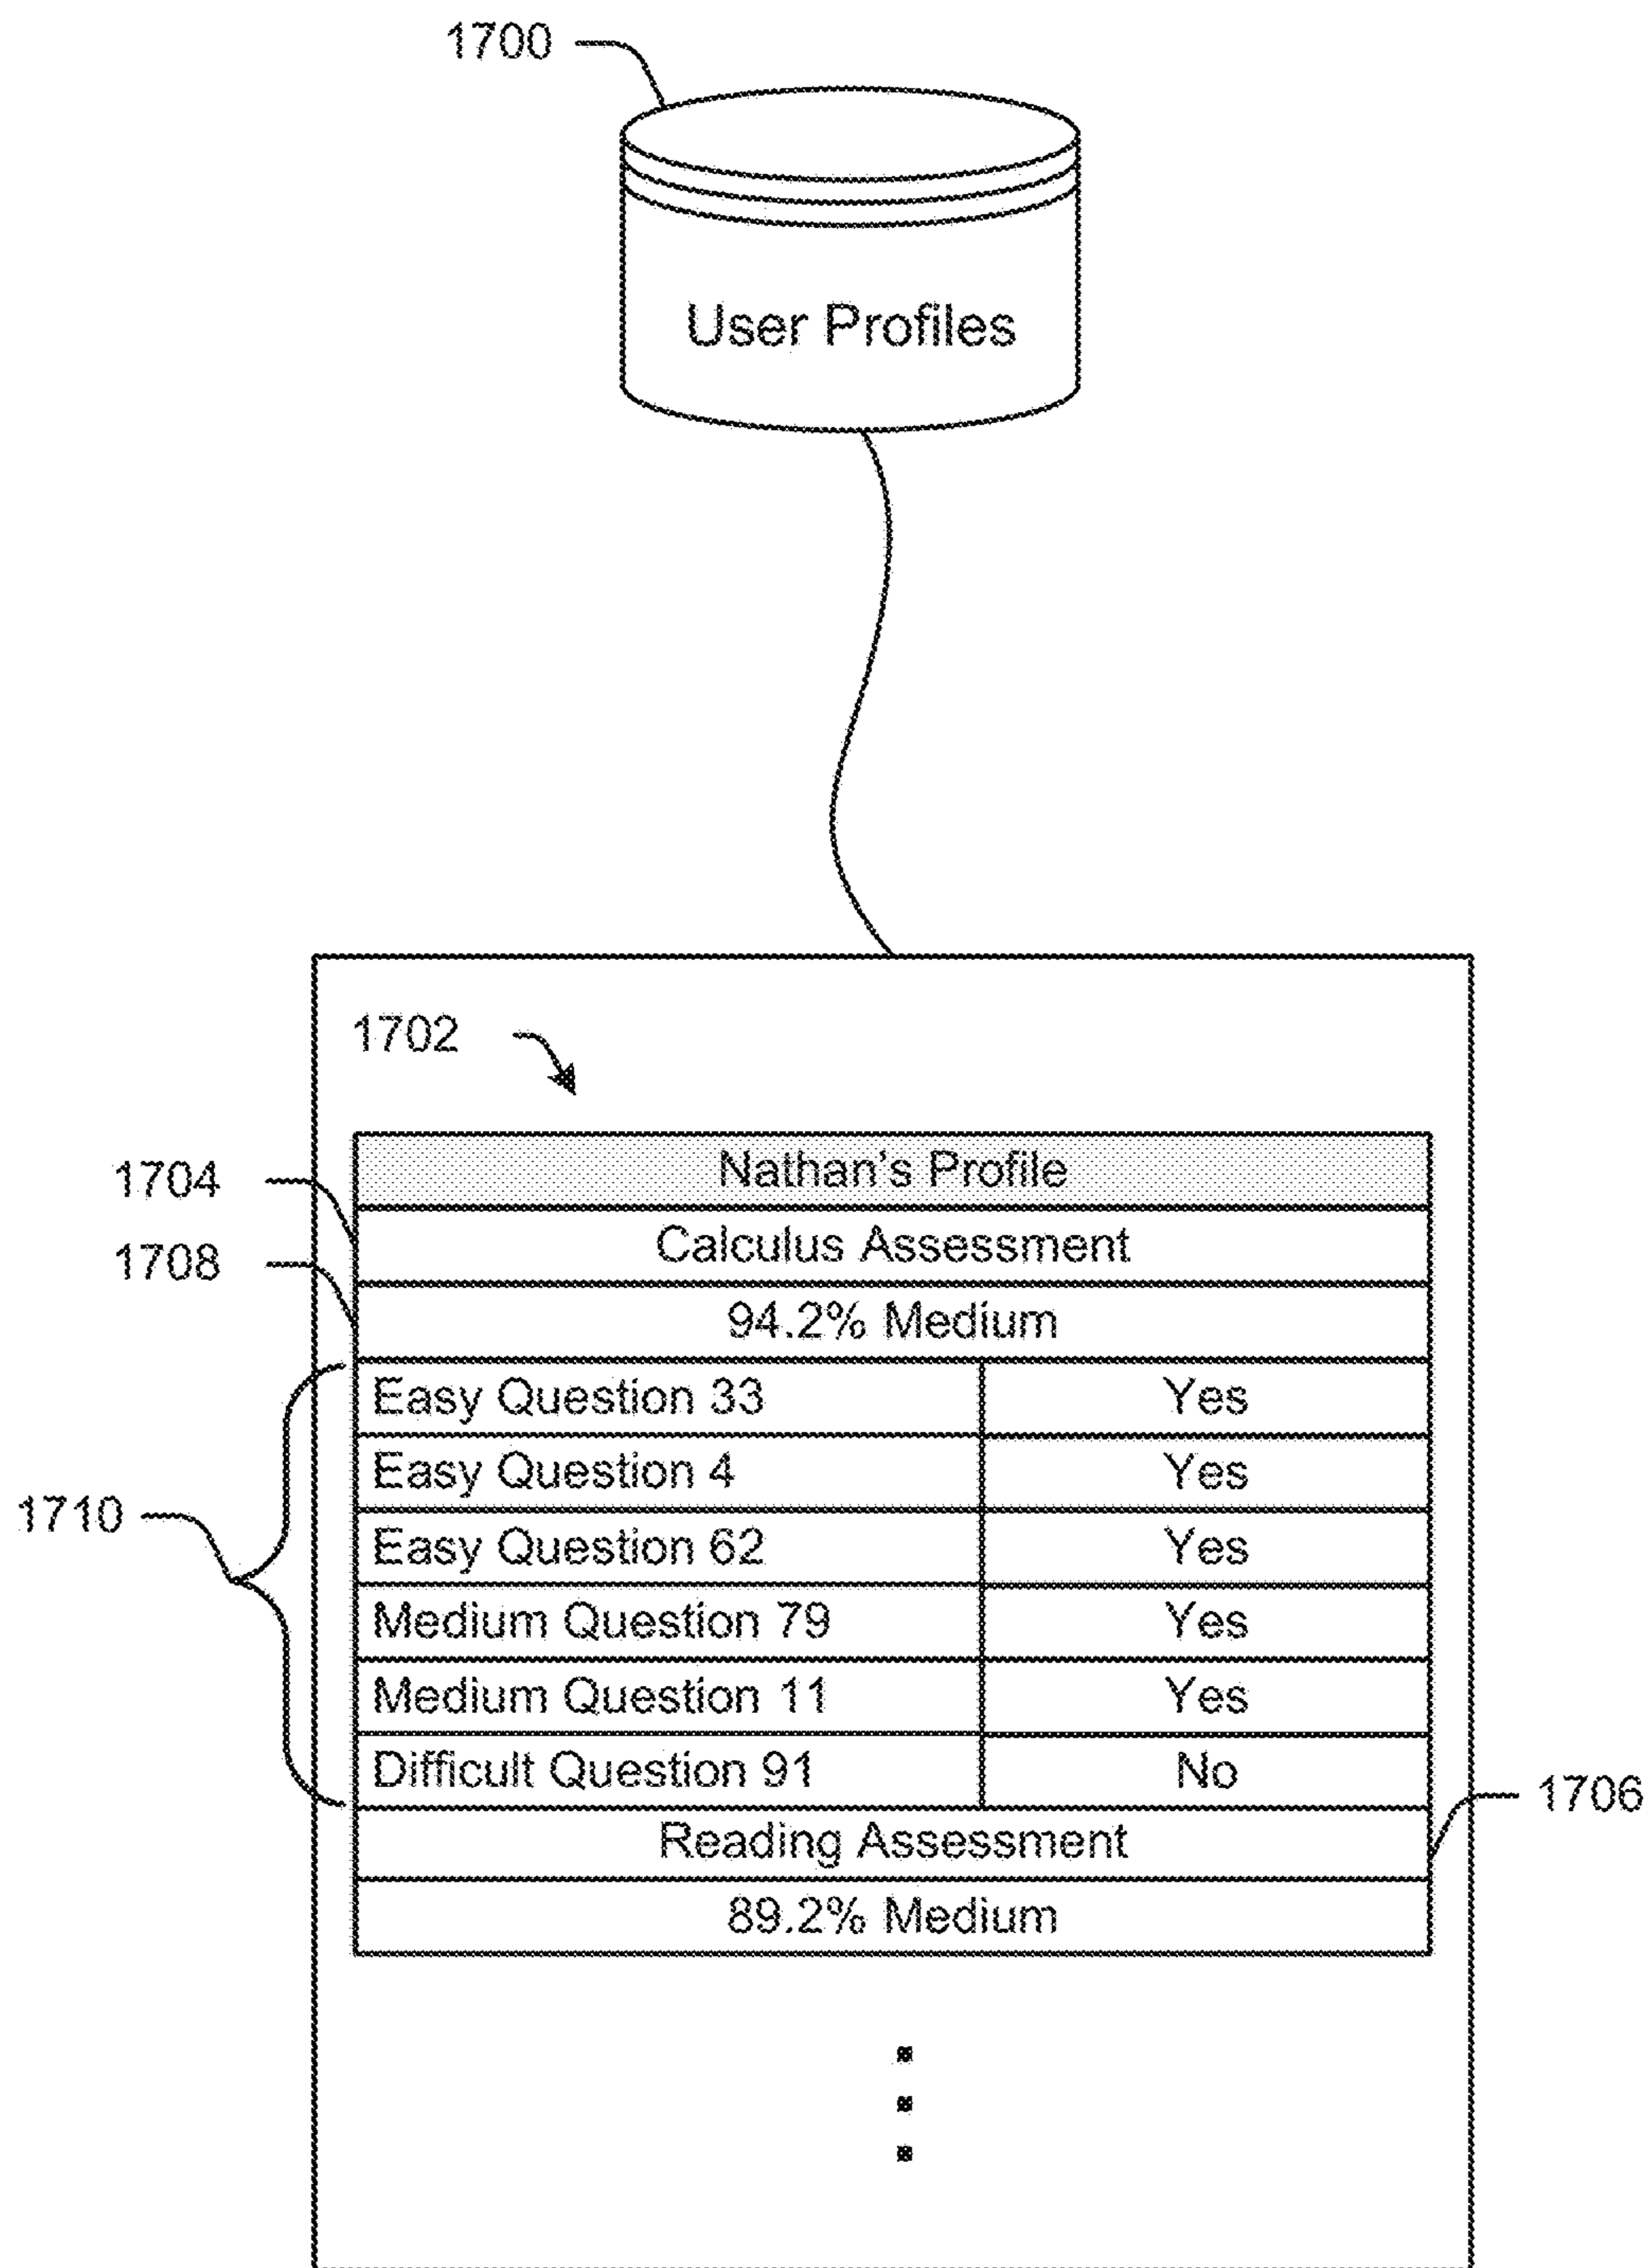 1700
User Profiles
1702
Nathan's Profile
1704
Calculus Assessment
1708
94.2% Medium
Easy Question 33 Yes
Easy Question 4 Yes
1710
Easy Question 62 Yes
Medium Question 79 Yes
Medium Question 11 Yes
Difficult Question 91 No
1706
Reading Assessment
89.2% Medium